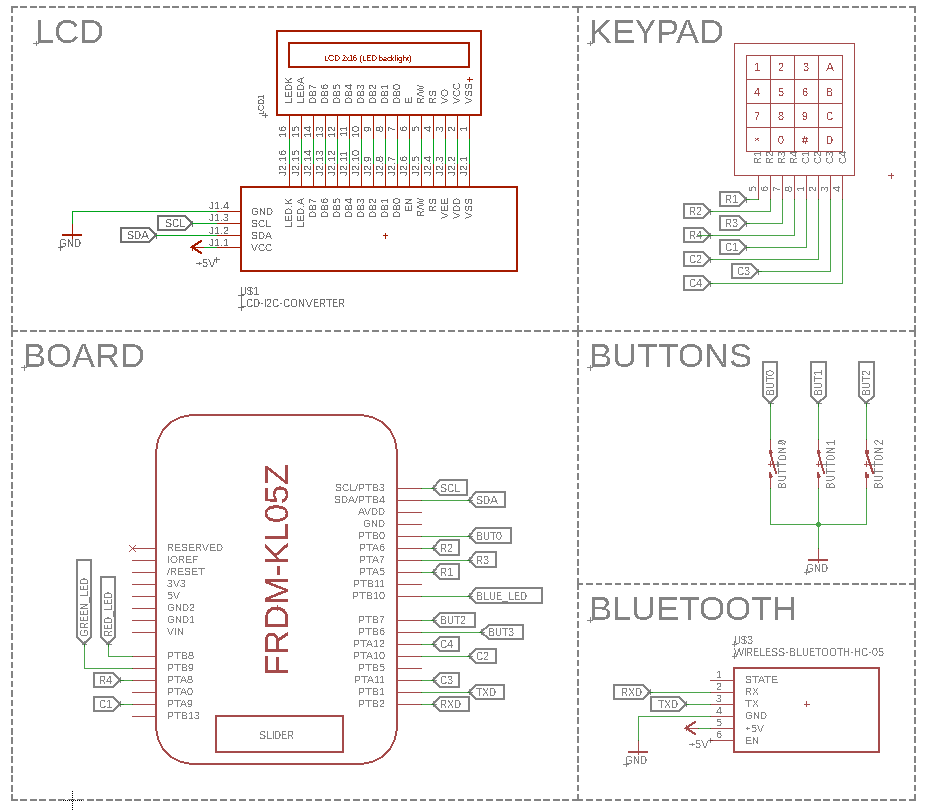 LCD
LCD 2x16 (LED backlight)
LCD1
LEDK LEDA DB7 DB6 DB5 DB4 DB3 DB2 DB1 DB0 E R/W RS VO VCC VSS
16 15 14 13 12 11 10 9 8 7 6 5 4 3 2 1
J2.16 J2.15 J2.14 J2.13 J2.12 J2.11 J2.10 J2.9 J2.8 J2.7 J2.6 J2.5 J2.4 J2.3 J2.2 J2.1
LED.K LED.A DB7 DB6 DB5 DB4 DB3 DB2 DB1 DB0 EN R/W RS VEE VDD VSS
J1.4 GND
SCL J1.3 SCL
SDA J1.2 SDA
J1.1 VCC
GND
+5V
U$1
LCD-I2C-CONVERTER
KEYPAD
1 2 3 A
4 5 6 B
7 8 9 C
* 0 # D
R1 R2 R3 R4 C1 C2 C3 C4
5 6 7 8 1 2 3 4
R1
R2
R3
R4
C1
C2
C3
C4
BOARD
FRDM-KL05Z
RESERVED
IOREF
/RESET
3V3
5V
GND2
GND1
VIN
PTB8
PTB9
R4 PTA8
PTA0
C1 PTA9
PTB13
GREEN_LED
RED_LED
SCL/PTB3 SCL
SDA/PTB4 SDA
AVDD
GND
PTB0 BUT0
PTA6 R2
PTA7 R3
PTA5 R1
PTB11
PTB10 BLUE_LED
PTB7 BUT2
PTB6 BUT3
PTA12 C4
PTA10 C2
PTB5
PTA11 C3
PTB1 TXD
PTB2 RXD
SLIDER
BUTTONS
BUT0 BUT1 BUT2
BUTTON0 BUTTON1 BUTTON2
GND
BLUETOOTH
U$3
WIRELESS-BLUETOOTH-HC-05
1 STATE
RXD 2 RX
TXD 3 TX
4 GND
5 +5V
6 EN
+5V
GND